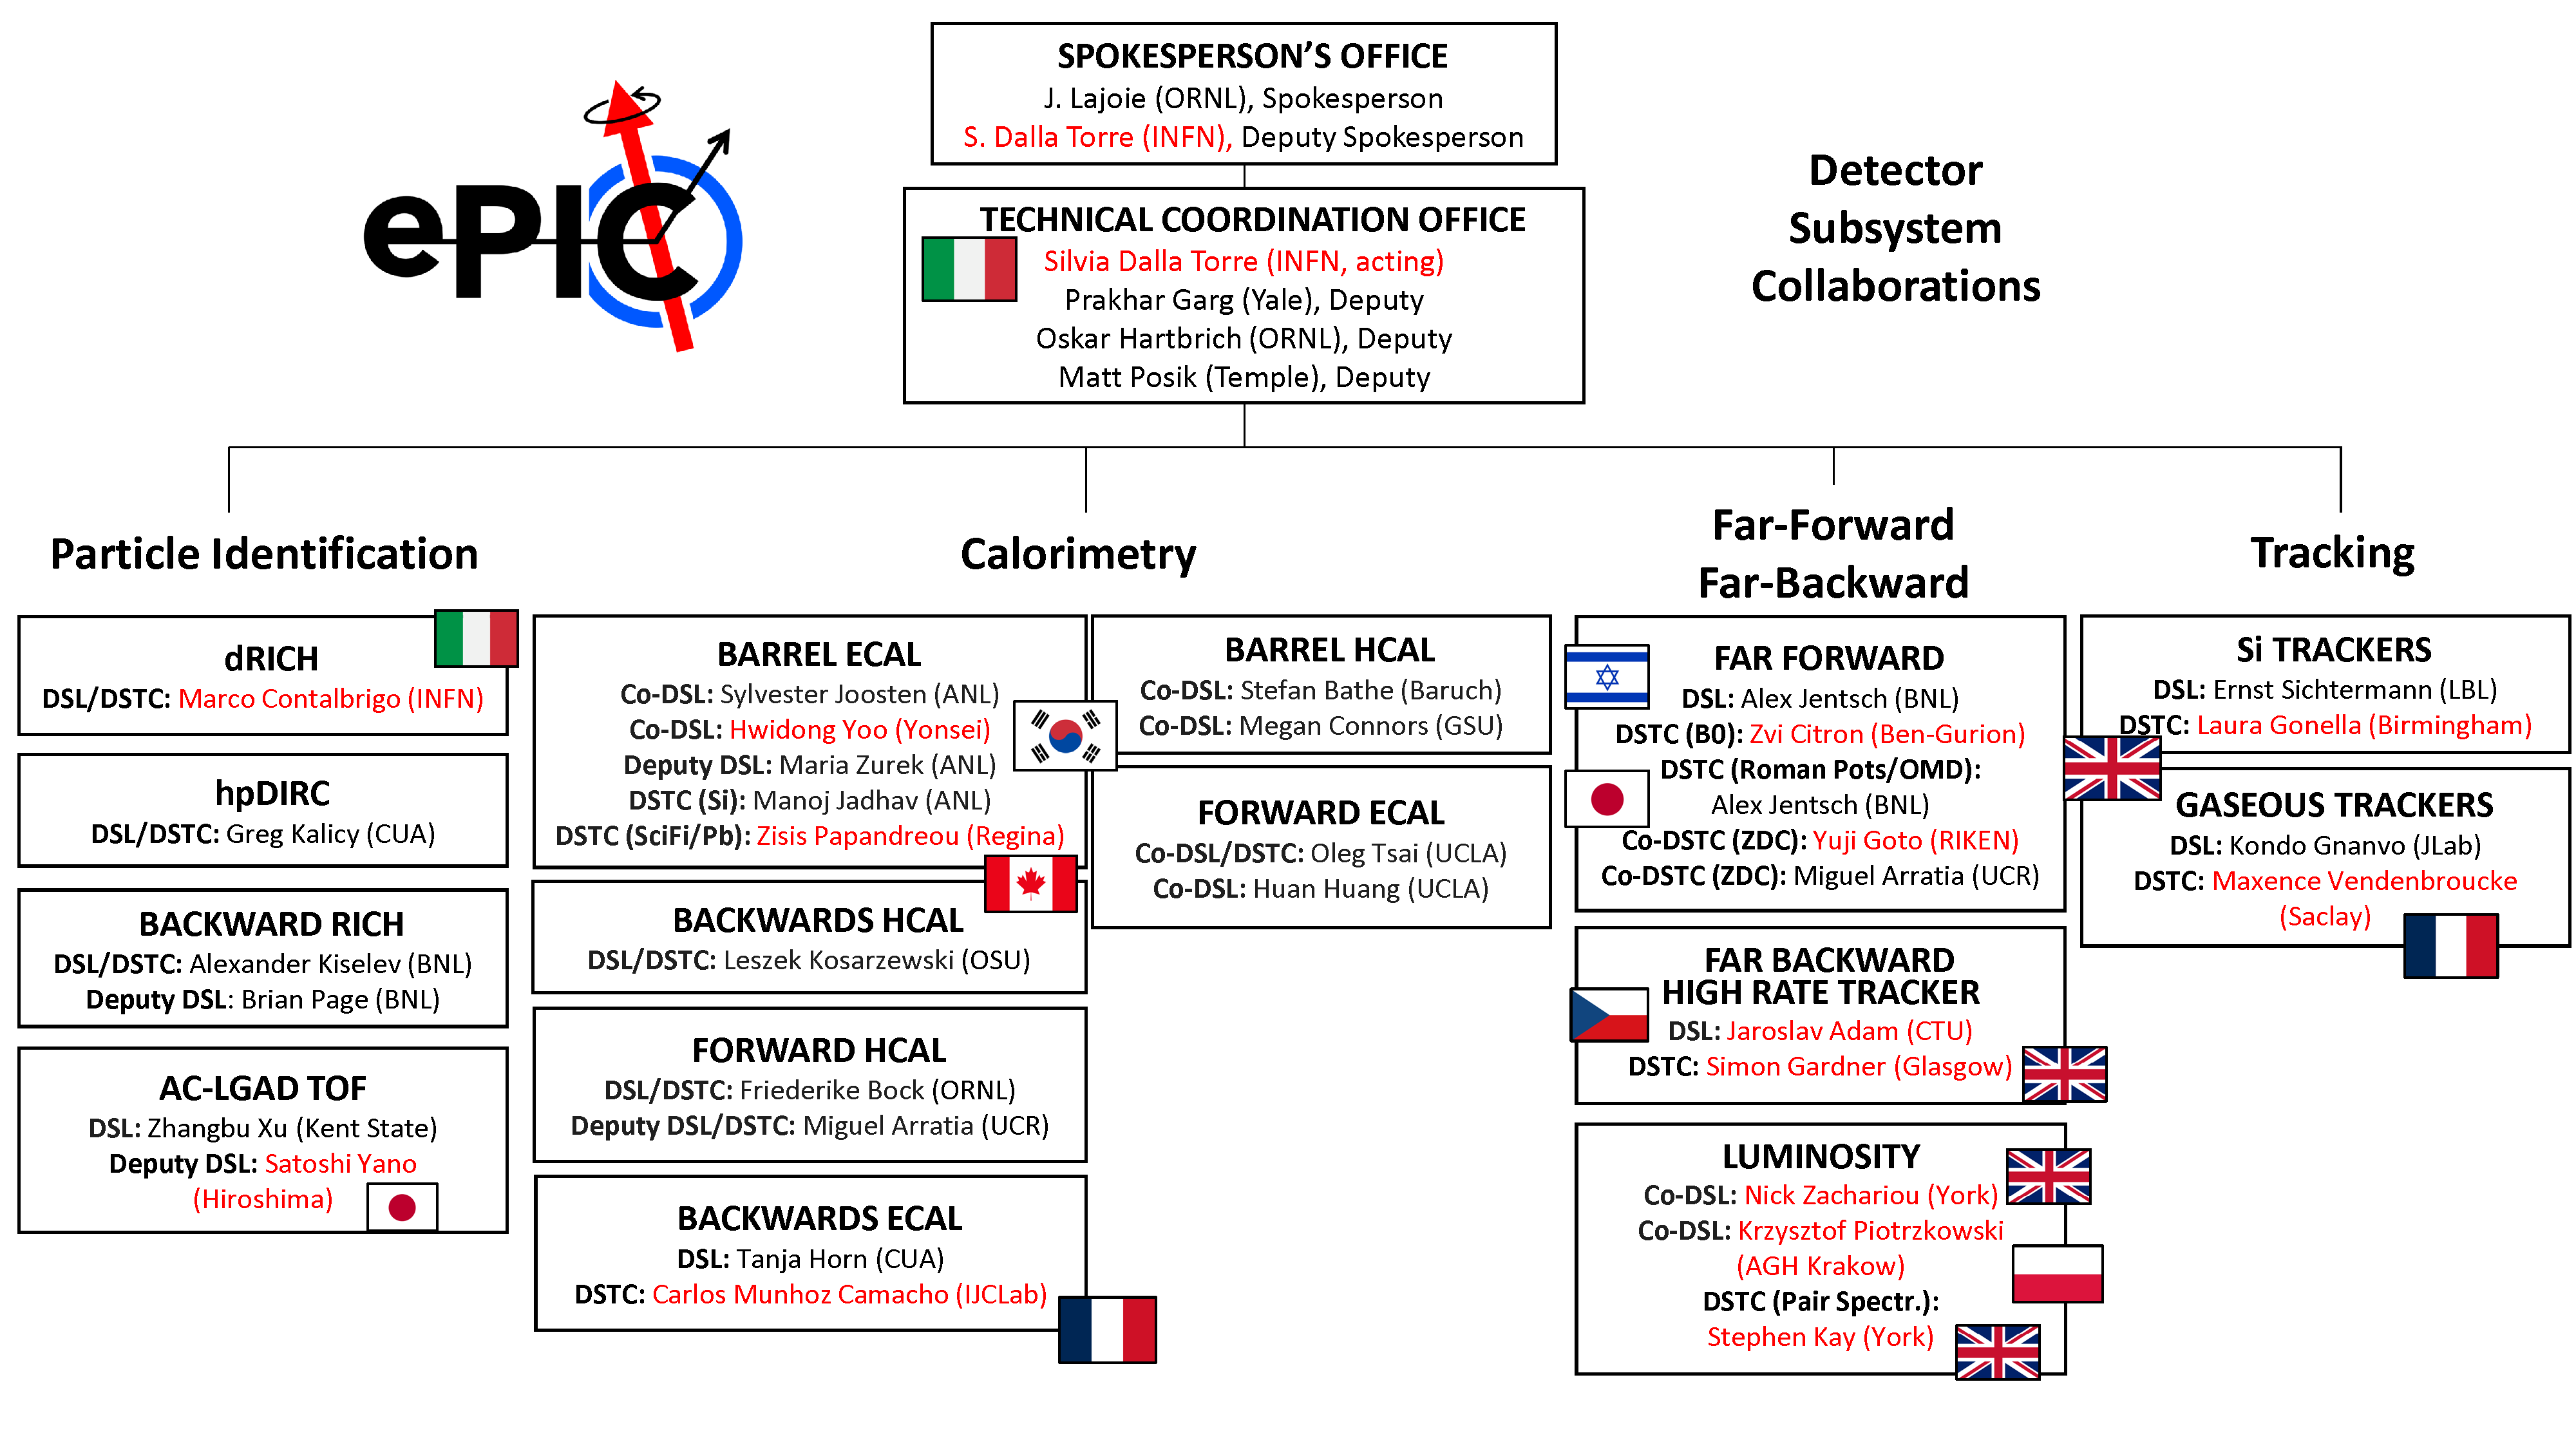 SPOKESPERSON'S OFFICE
J. Lajoie (ORNL), Spokesperson
S. Dalla Torre (INFN), Deputy Spokesperson
ePIC
TECHNICAL COORDINATION OFFICE
Silvia Dalla Torre (INFN, acting)
Prakhar Garg (Yale), Deputy
Oskar Hartbrich (ORNL), Deputy
Matt Posik (Temple), Deputy
Detector
Subsystem
Collaborations
Particle Identification
dRICH
DSL/DSTC: Marco Contalbrigo (INFN)
hpDIRC
DSL/DSTC: Greg Kalicy (CUA)
BACKWARD RICH
DSL/DSTC: Alexander Kiselev (BNL)
Deputy DSL: Brian Page (BNL)
AC-LGAD TOF
DSL: Zhangbu Xu (Kent State)
Deputy DSL: Satoshi Yano
(Hiroshima)
Calorimetry
BARREL ECAL
Co-DSL: Sylvester Joosten (ANL)
Co-DSL: Hwidong Yoo (Yonsei)
Deputy DSL: Maria Zurek (ANL)
DSTC (Si): Manoj Jadhav (ANL)
DSTC (SciFi/Pb): Zisis Papandreou (Regina)
BACKWARDS HCAL
DSL/DSTC: Leszek Kosarzewski (OSU)
FORWARD HCAL
DSL/DSTC: Friederike Bock (ORNL)
Deputy DSL/DSTC: Miguel Arratia (UCR)
BACKWARDS ECAL
DSL: Tanja Horn (CUA)
DSTC: Carlos Munhoz Camacho (IJCLab)
BARREL HCAL
Co-DSL: Stefan Bathe (Baruch)
Co-DSL: Megan Connors (GSU)
FORWARD ECAL
Co-DSL/DSTC: Oleg Tsai (UCLA)
Co-DSL: Huan Huang (UCLA)
Far-Forward
Far-Backward
FAR FORWARD
DSL: Alex Jentsch (BNL)
DSTC (B0): Zvi Citron (Ben-Gurion)
DSTC (Roman Pots/OMD):
Alex Jentsch (BNL)
Co-DSTC (ZDC): Yuji Goto (RIKEN)
Co-DSTC (ZDC): Miguel Arratia (UCR)
FAR BACKWARD
HIGH RATE TRACKER
DSL: Jaroslav Adam (CTU)
DSTC: Simon Gardner (Glasgow)
LUMINOSITY
Co-DSL: Nick Zachariou (York)
Co-DSL: Krzysztof Piotrzkowski
(AGH Krakow)
DSTC (Pair Spectr.):
Stephen Kay (York)
Tracking
Si TRACKERS
DSL: Ernst Sichtermann (LBL)
DSTC: Laura Gonella (Birmingham)
GASEOUS TRACKERS
DSL: Kondo Gnanvo (JLab)
DSTC: Maxence Vendenbroucke
(Saclay)